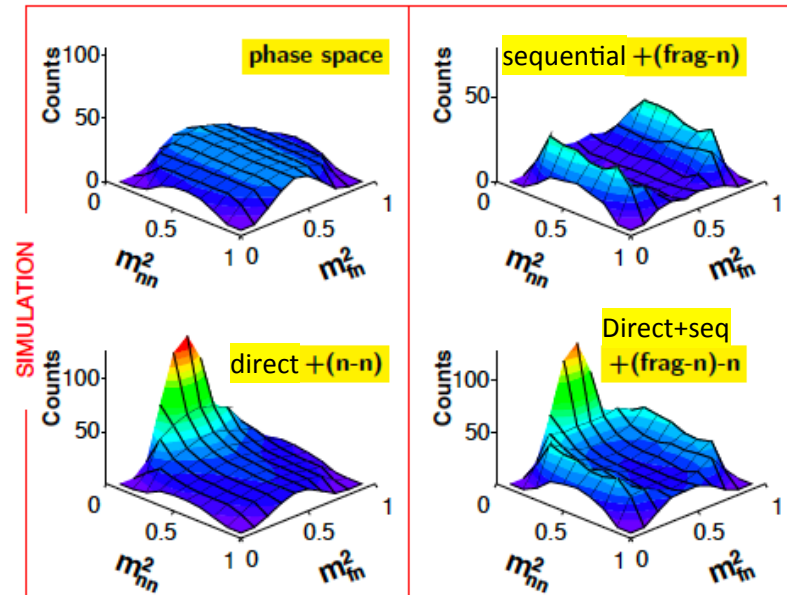 SIMULATION
100
50
0
Counts
phase space
0
0.5
1
m²nn
0
0.5
1
m²fn
50
0
Counts
sequential +(frag-n)
0
0.5
1
m²nn
0
0.5
1
m²fn
100
50
Counts
direct +(n-n)
0
0.5
1
m²nn
0
0.5
1
m²fn
100
50
Counts
Direct+seq
+(frag-n)-n
0
0.5
1
m²nn
0
0.5
1
m²fn